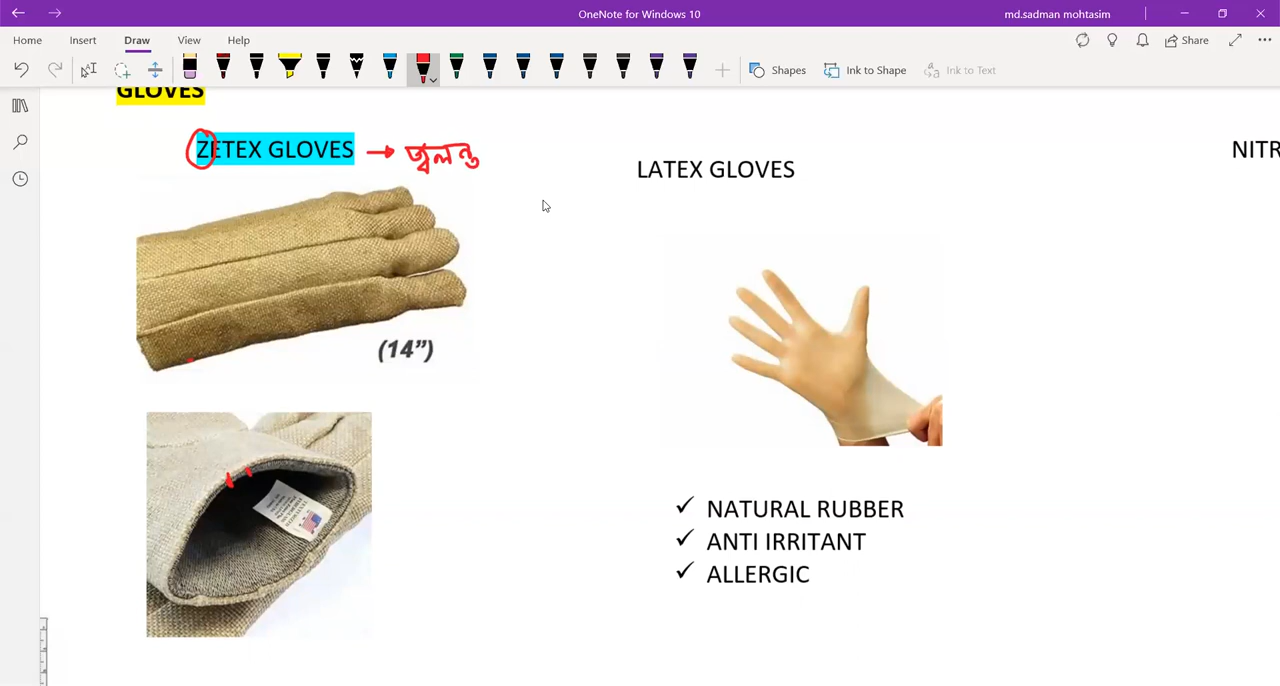 OneNote for Windows 10
md.sadman mohtasim
Home
Insert
Draw
View
Help
Share
Shapes
Ink to Shape
Ink to Text
GLOVES
ZETEX GLOVES → জ্বলন্ত
LATEX GLOVES
NITR
(14")
✓ NATURAL RUBBER
✓ ANTI IRRITANT
✓ ALLERGIC